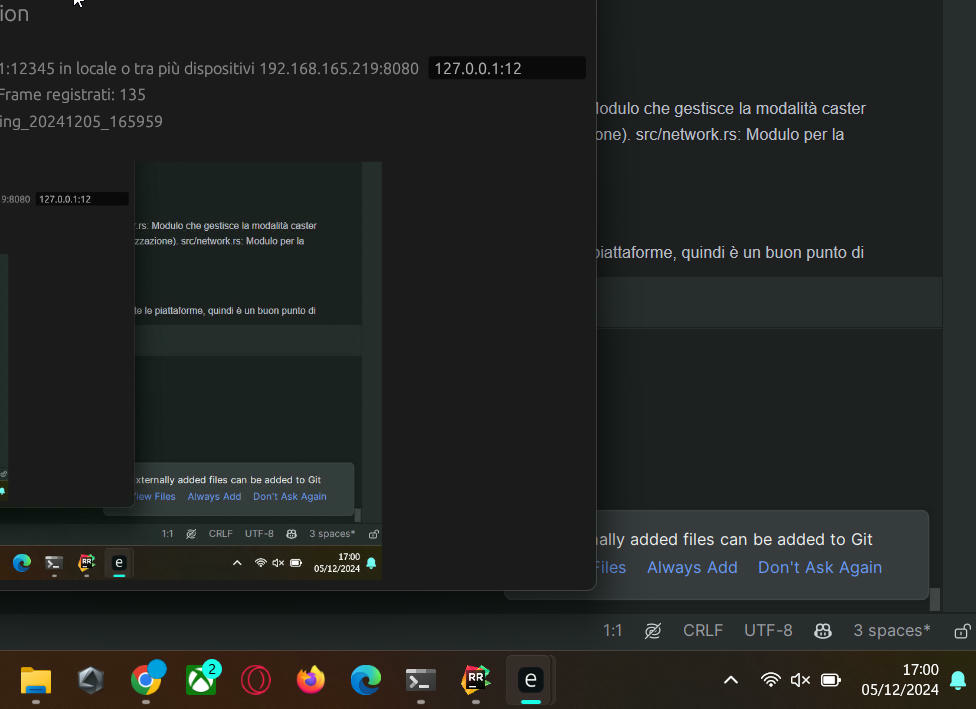 ion
1:12345 in locale o tra più dispositivi 192.168.165.219:8080 127.0.0.1:12
Frame registrati: 135
ing_20241205_165959
Modulo che gestisce la modalità caster
one). src/network.rs: Modulo per la
piattaforme, quindi è un buon punto di
9:8080 127.0.0.1:12
.rs: Modulo che gestisce la modalità caster
zzazione). src/network.rs: Modulo per la
te le piattaforme, quindi è un buon punto di
xternally added files can be added to Git
View Files Always Add Don't Ask Again
1:1 CRLF UTF-8 3 spaces*
RR e 17:00
05/12/2024
nally added files can be added to Git
Files Always Add Don't Ask Again
1:1 CRLF UTF-8 3 spaces*
2 RR e 17:00
05/12/2024